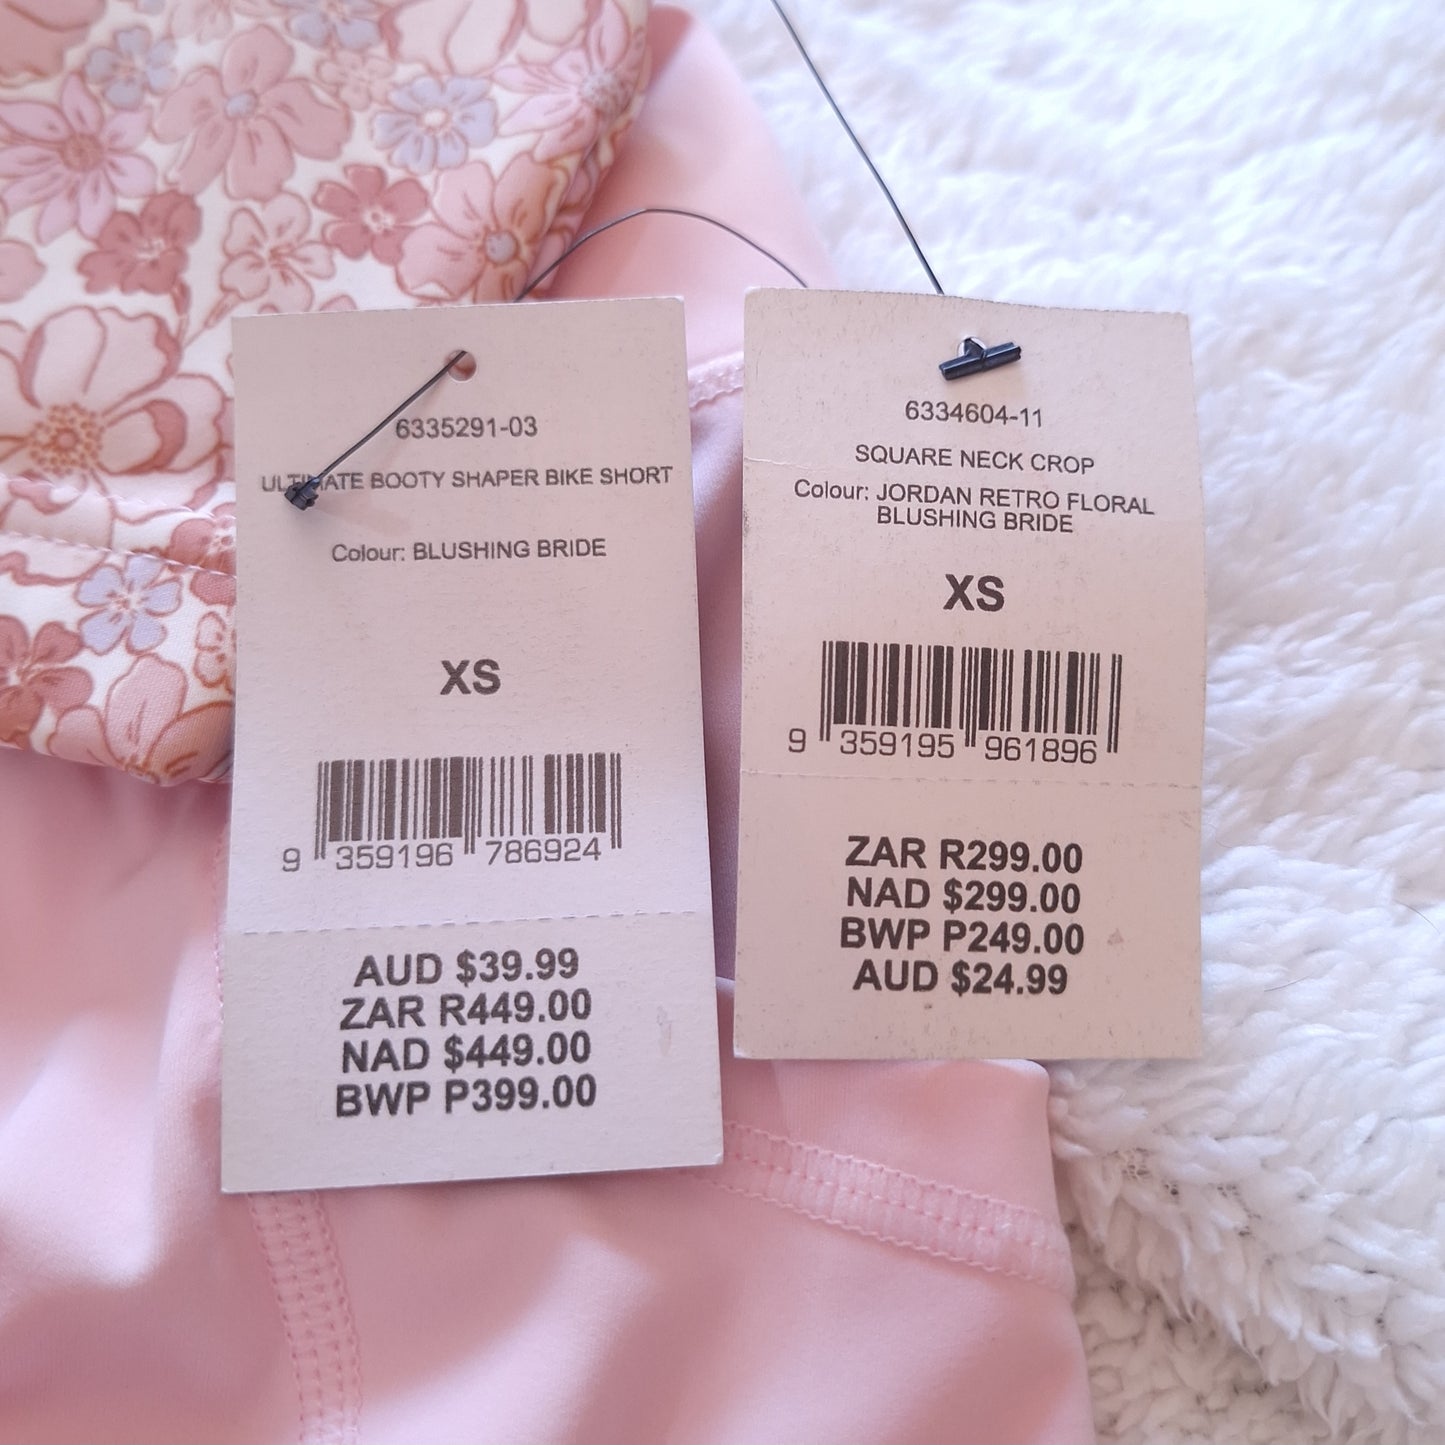 6335291-03
ULTIMATE BOOTY SHAPER BIKE SHORT
Colour: BLUSHING BRIDE
XS
9 359196 786924
AUD $39.99
ZAR R449.00
NAD $449.00
BWP P399.00
6334604-11
SQUARE NECK CROP
Colour: JORDAN RETRO FLORAL
BLUSHING BRIDE
XS
9 359195 961896
ZAR R299.00
NAD $299.00
BWP P249.00
AUD $24.99